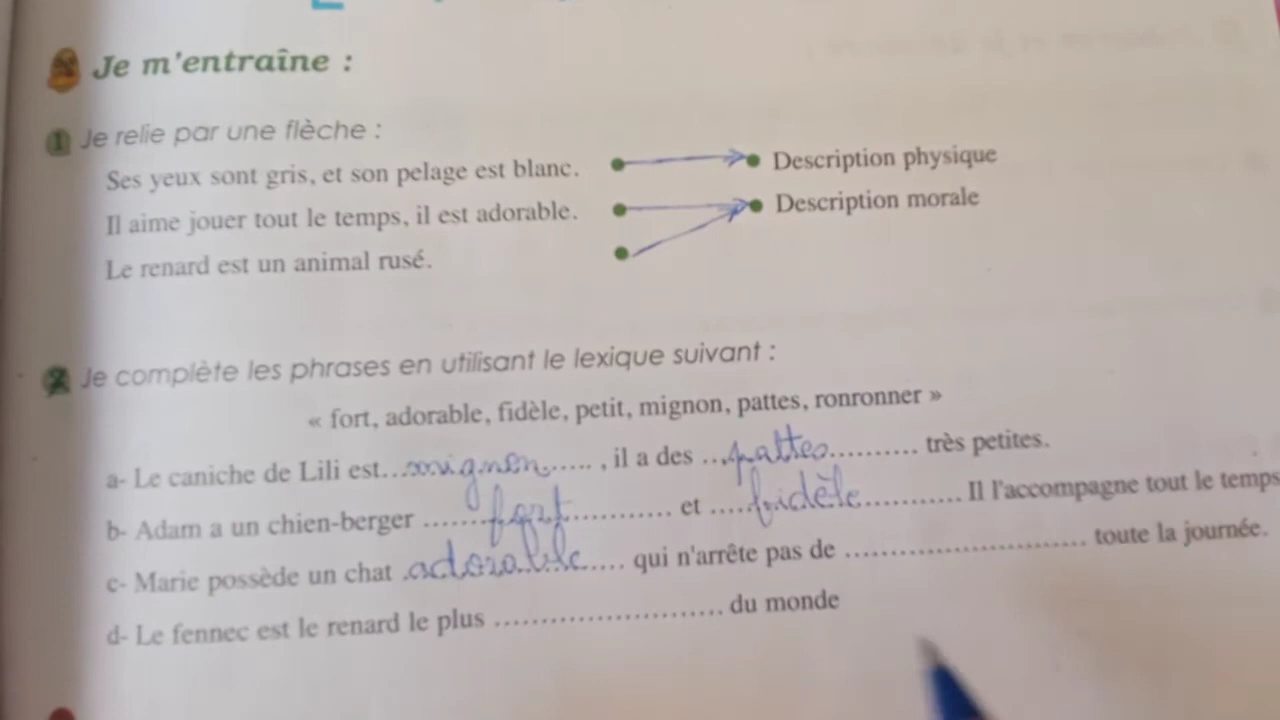 Je m'entraîne :
1 Je relie par une flèche :
Ses yeux sont gris, et son pelage est blanc. Description physique
Il aime jouer tout le temps, il est adorable. Description morale
Le renard est un animal rusé.
2 Je complète les phrases en utilisant le lexique suivant :
« fort, adorable, fidèle, petit, mignon, pattes, ronronner »
a- Le caniche de Lili est...mignon......, il a des ...pattes.......... très petites.
b- Adam a un chien-berger .......fort............ et .....fidèle............ Il l'accompagne tout le temps
c- Marie possède un chat .adorable..... qui n'arrête pas de .......................... toute la journée.
d- Le fennec est le renard le plus ......................... du monde